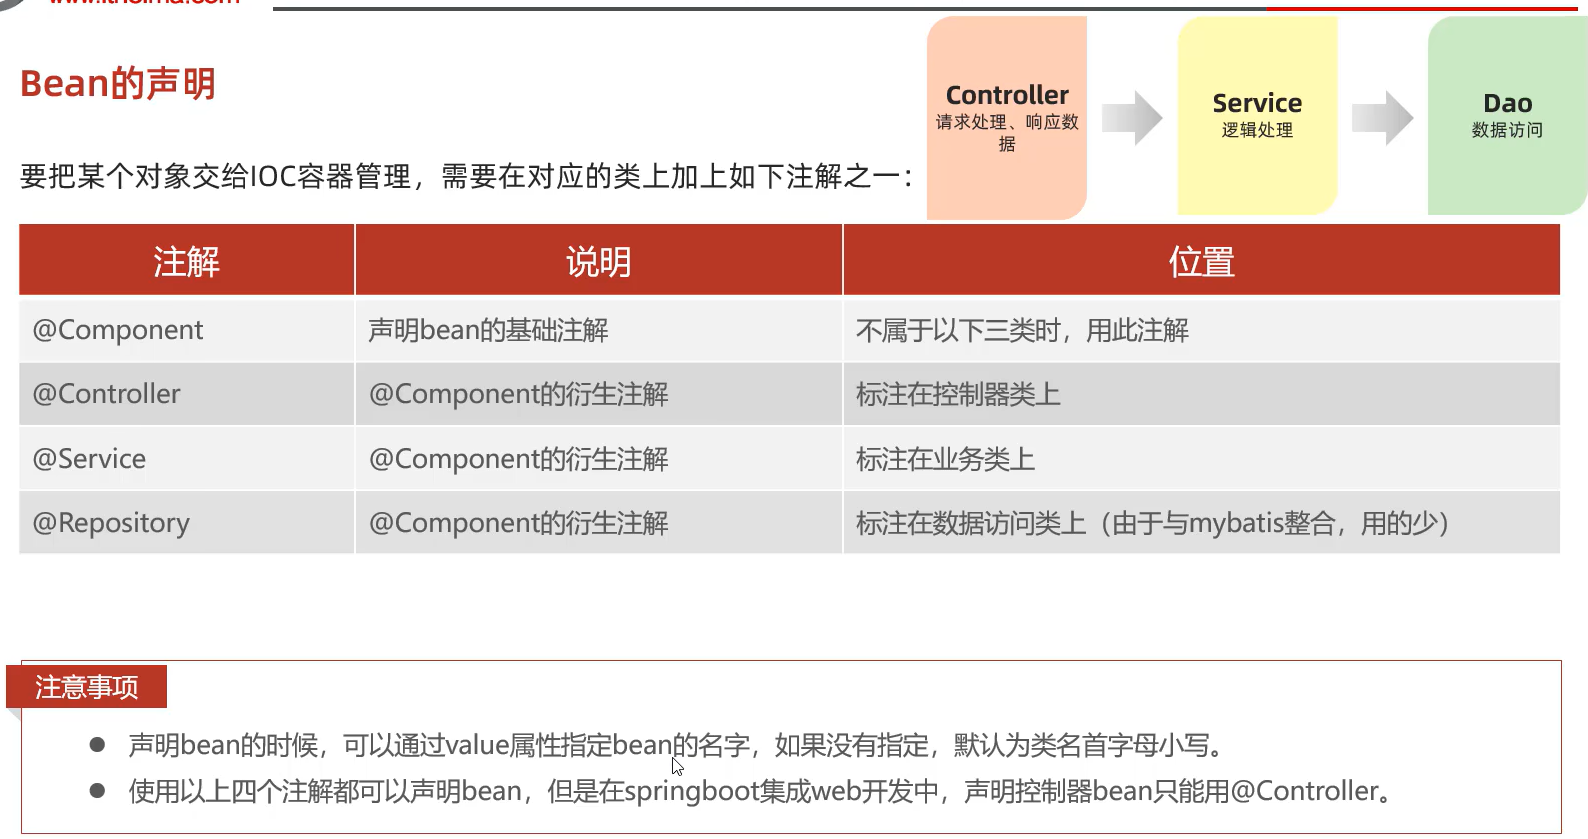 Bean的声明
Controller
请求处理、响应数
据
Service
逻辑处理
Dao
数据访问
要把某个对象交给IOC容器管理，需要在对应的类上加上如下注解之一：
注解 说明 位置
@Component 声明bean的基础注解 不属于以下三类时，用此注解
@Controller @Component的衍生注解 标注在控制器类上
@Service @Component的衍生注解 标注在业务类上
@Repository @Component的衍生注解 标注在数据访问类上（由于与mybatis整合，用的少）
注意事项
● 声明bean的时候，可以通过value属性指定bean的名字，如果没有指定，默认为类名首字母小写。
● 使用以上四个注解都可以声明bean，但是在springboot集成web开发中，声明控制器bean只能用@Controller。